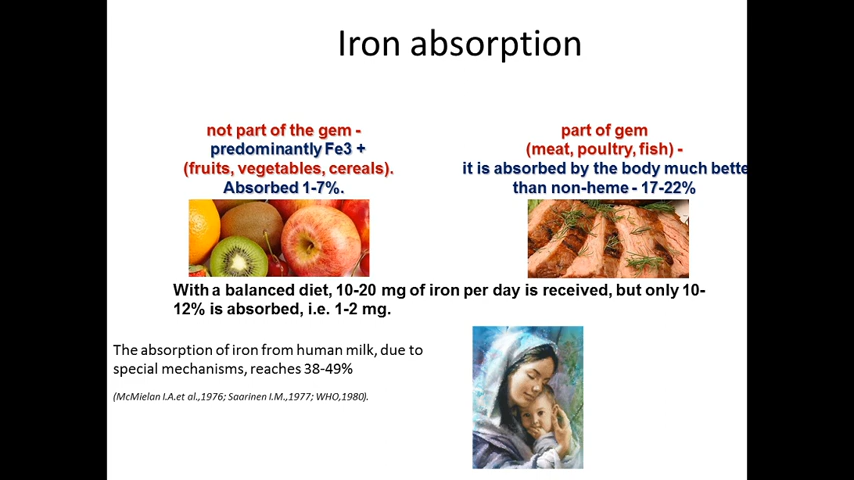 Iron absorption
not part of the gem -
predominantly Fe3 +
(fruits, vegetables, cereals).
Absorbed 1-7%.
part of gem
(meat, poultry, fish) -
it is absorbed by the body much bette
than non-heme - 17-22%
With a balanced diet, 10-20 mg of iron per day is received, but only 10-
12% is absorbed, i.e. 1-2 mg.
The absorption of iron from human milk, due to
special mechanisms, reaches 38-49%
(McMielan I.A.et al.,1976; Saarinen I.M.,1977; WHO,1980).